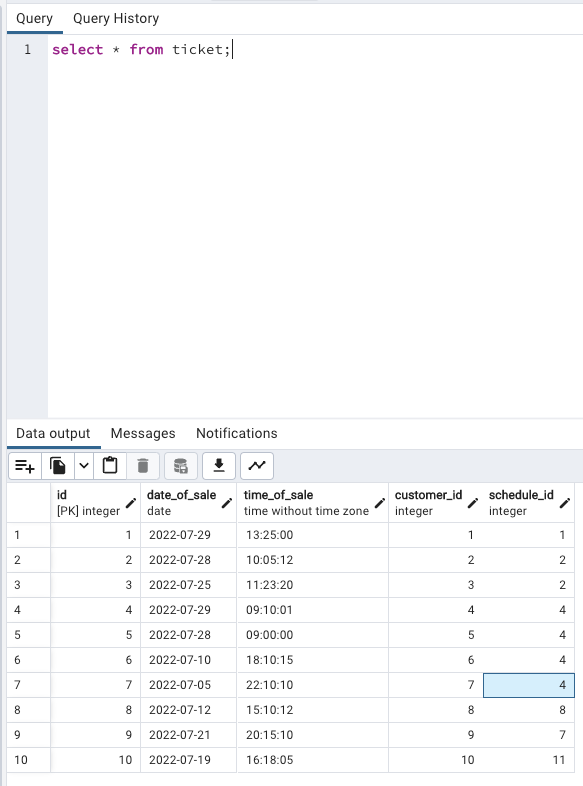 Query Query History
1 select * from ticket;
Data output Messages Notifications
id date_of_sale time_of_sale customer_id schedule_id
[PK] integer date time without time zone integer integer
1 1 2022-07-29 13:25:00 1 1
2 2 2022-07-28 10:05:12 2 2
3 3 2022-07-25 11:23:20 3 2
4 4 2022-07-29 09:10:01 4 4
5 5 2022-07-28 09:00:00 5 4
6 6 2022-07-10 18:10:15 6 4
7 7 2022-07-05 22:10:10 7 4
8 8 2022-07-12 15:10:12 8 8
9 9 2022-07-21 20:15:10 9 7
10 10 2022-07-19 16:18:05 10 11